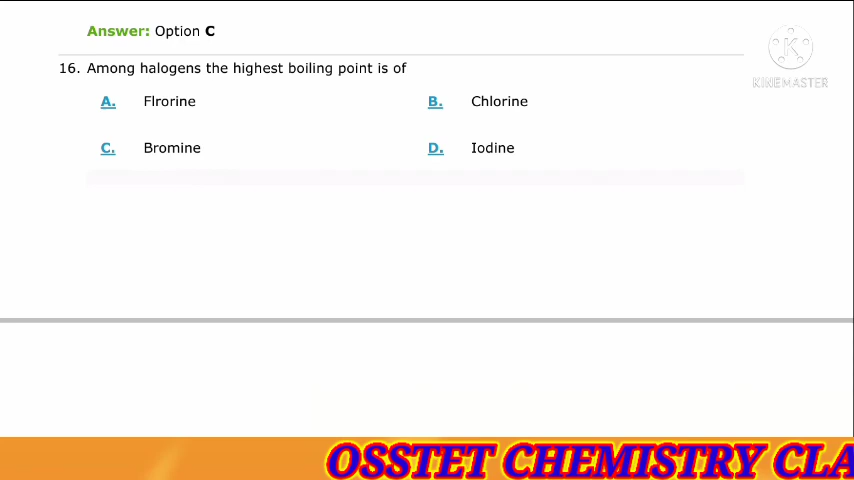 Answer: Option C
16. Among halogens the highest boiling point is of
A. Flrorine B. Chlorine
C. Bromine D. Iodine
K
KINEMASTER
OSSTET CHEMISTRY CLA